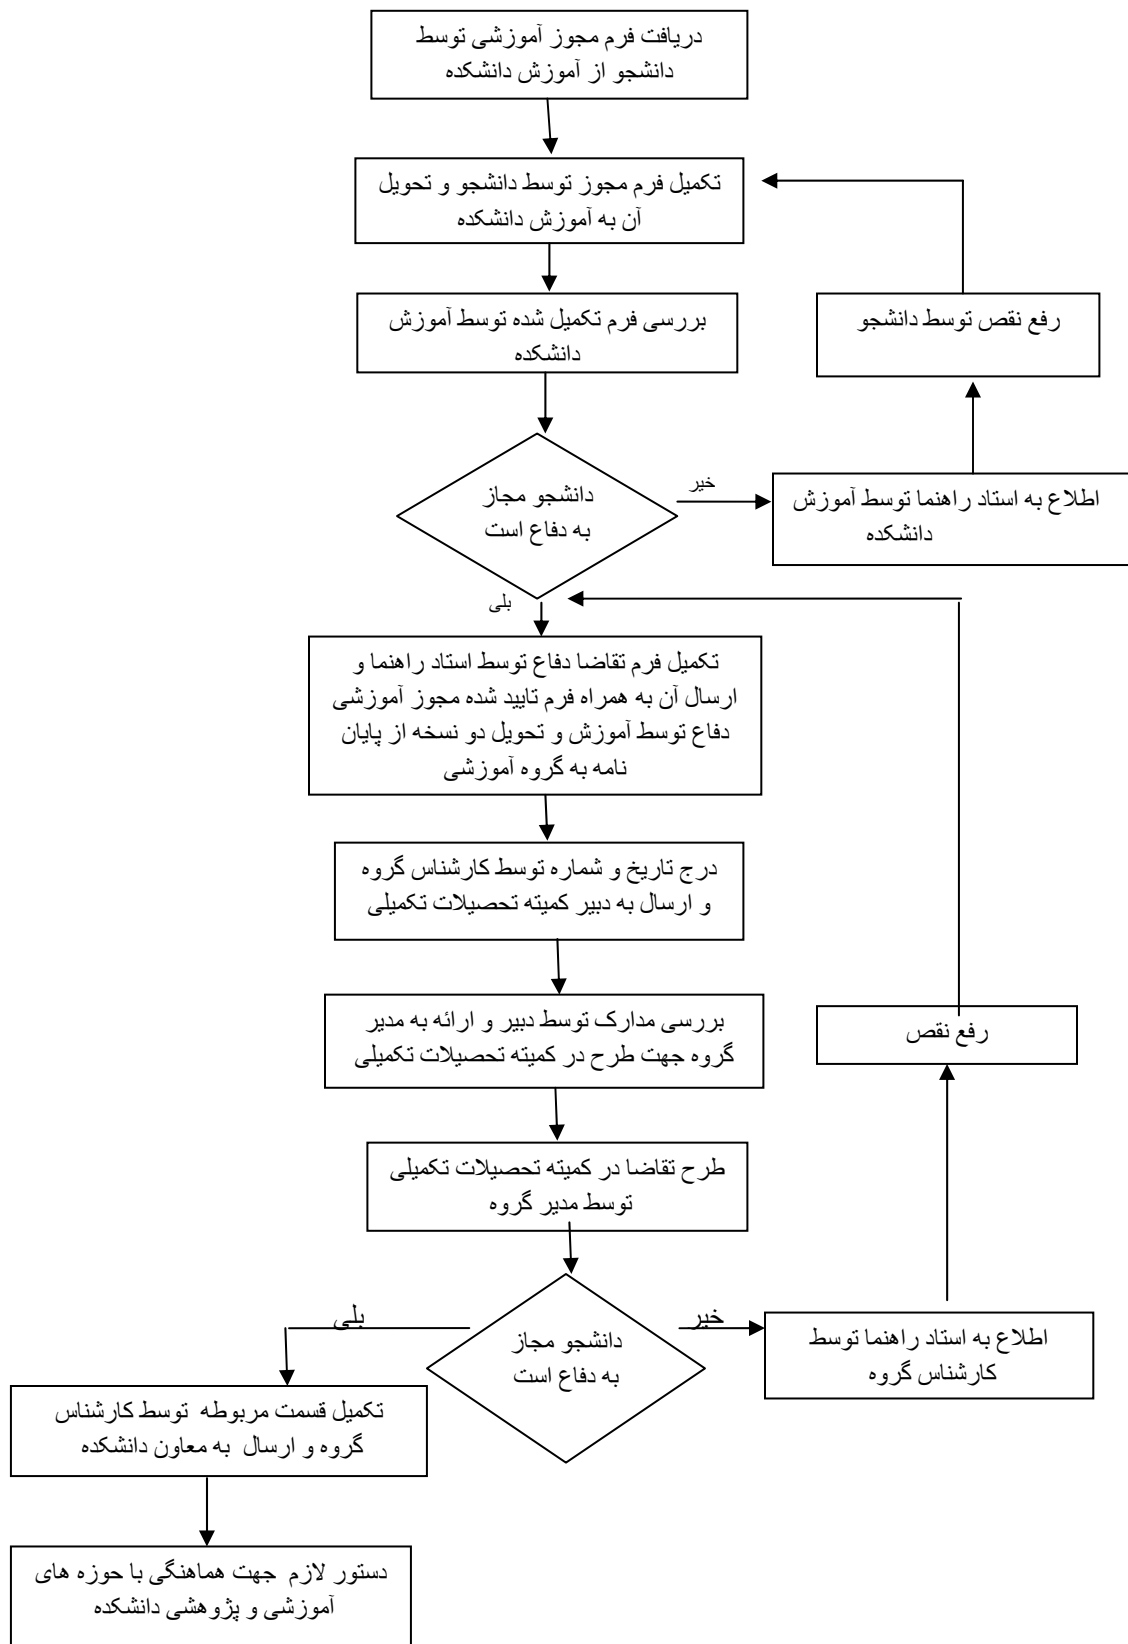 دریافت فرم مجوز آموزشی توسط
دانشجو از آموزش دانشکده
تکمیل فرم مجوز توسط دانشجو و تحویل
آن به آموزش دانشکده
بررسی فرم تکمیل شده توسط آموزش
دانشکده
رفع نقص توسط دانشجو
دانشجو مجاز
به دفاع است
خیر
اطلاع به استاد راهنما توسط آموزش
دانشکده
بلی
تکمیل فرم تقاضا دفاع توسط استاد راهنما و
ارسال آن به همراه فرم تایید شده مجوز آموزشی
دفاع توسط آموزش و تحویل دو نسخه از پایان
نامه به گروه آموزشی
درج تاریخ و شماره توسط کارشناس گروه
و ارسال به دبیر کمیته تحصیلات تکمیلی
بررسی مدارک توسط دبیر و ارائه به مدیر
گروه جهت طرح در کمیته تحصیلات تکمیلی
رفع نقص
طرح تقاضا در کمیته تحصیلات تکمیلی
توسط مدیر گروه
دانشجو مجاز
به دفاع است
خیر
بلی
اطلاع به استاد راهنما توسط
کارشناس گروه
تکمیل قسمت مربوطه توسط کارشناس
گروه و ارسال به معاون دانشکده
دستور لازم جهت هماهنگی با حوزه های
آموزشی و پژوهشی دانشکده